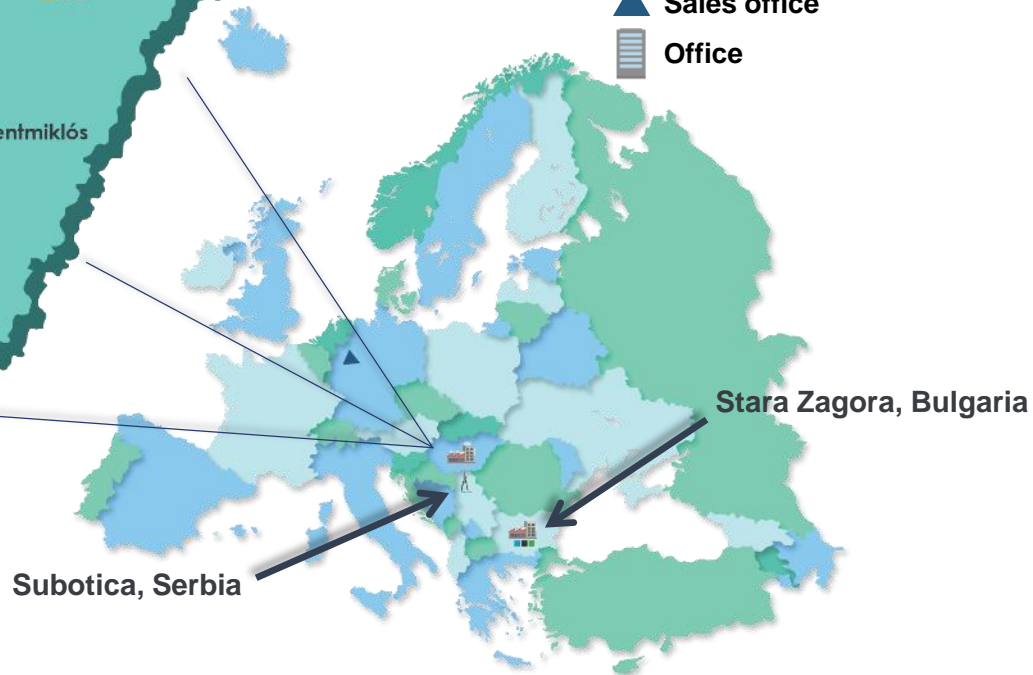 Sales office
Office
entmiklós
Stara Zagora, Bulgaria
Subotica, Serbia